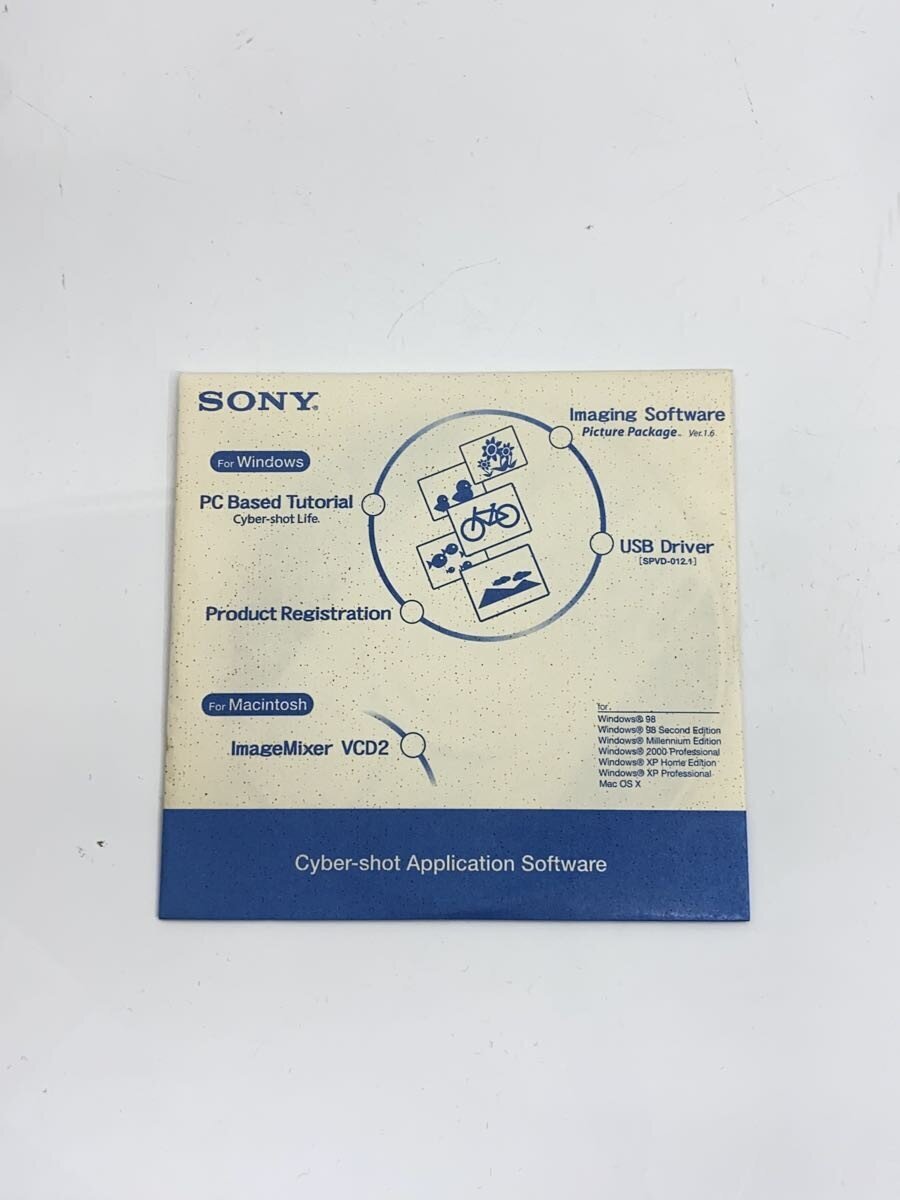 SONY®
Imaging Software
Picture Package™ Ver.1.6
For Windows
PC Based Tutorial
Cyber-shot Life.
USB Driver
[SPVD-012.1]
Product Registration
For Macintosh
ImageMixer VCD2
for
Windows® 98
Windows® 98 Second Edition
Windows® Millennium Edition
Windows® 2000 Professional
Windows® XP Home Edition
Windows® XP Professional
Mac OS X
Cyber-shot Application Software